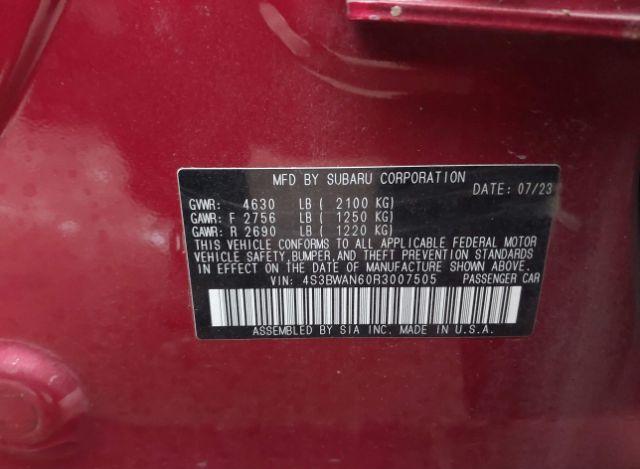 MFD BY SUBARU CORPORATION
DATE: 07/23
GVWR: 4630 LB ( 2100 KG)
GAWR: F 2756 LB ( 1250 KG)
GAWR: R 2690 LB ( 1220 KG)
THIS VEHICLE CONFORMS TO ALL APPLICABLE FEDERAL MOTOR
VEHICLE SAFETY, BUMPER, AND THEFT PREVENTION STANDARDS
IN EFFECT ON THE DATE OF MANUFACTURE SHOWN ABOVE.
VIN: 4S3BWAN60R3007505 PASSENGER CAR
ASSEMBLED BY SIA INC. MADE IN U.S.A.